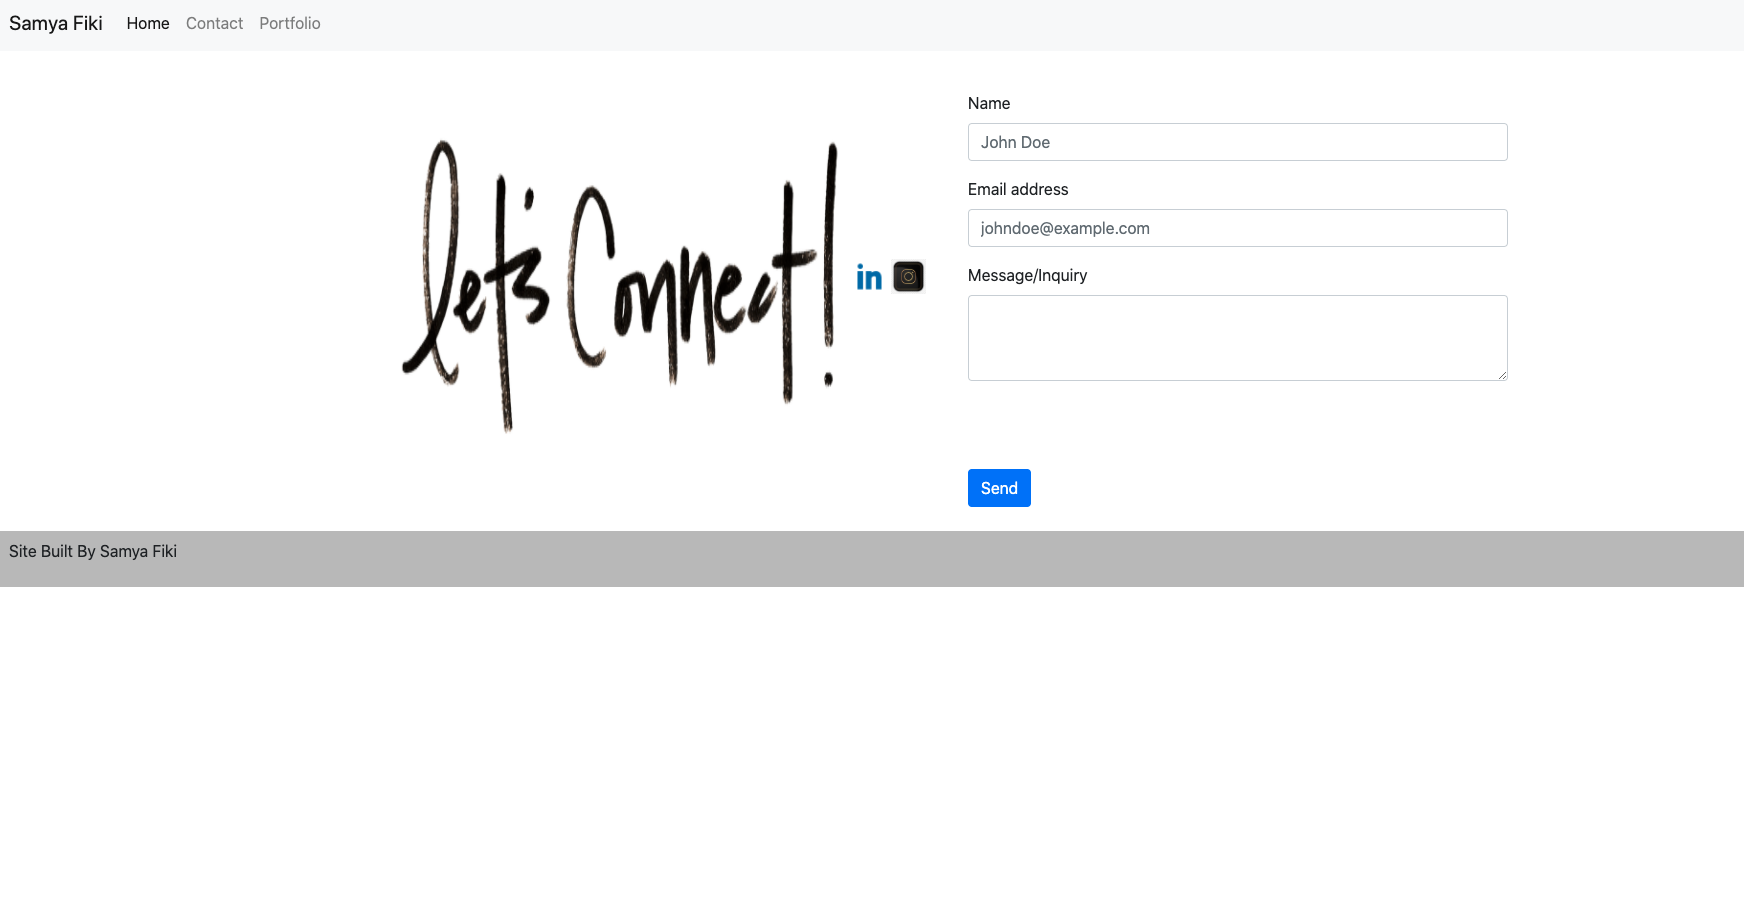 Samya Fiki Home Contact Portfolio
let's Connect!
in
Name
John Doe
Email address
johndoe@example.com
Message/Inquiry
Send
Site Built By Samya Fiki